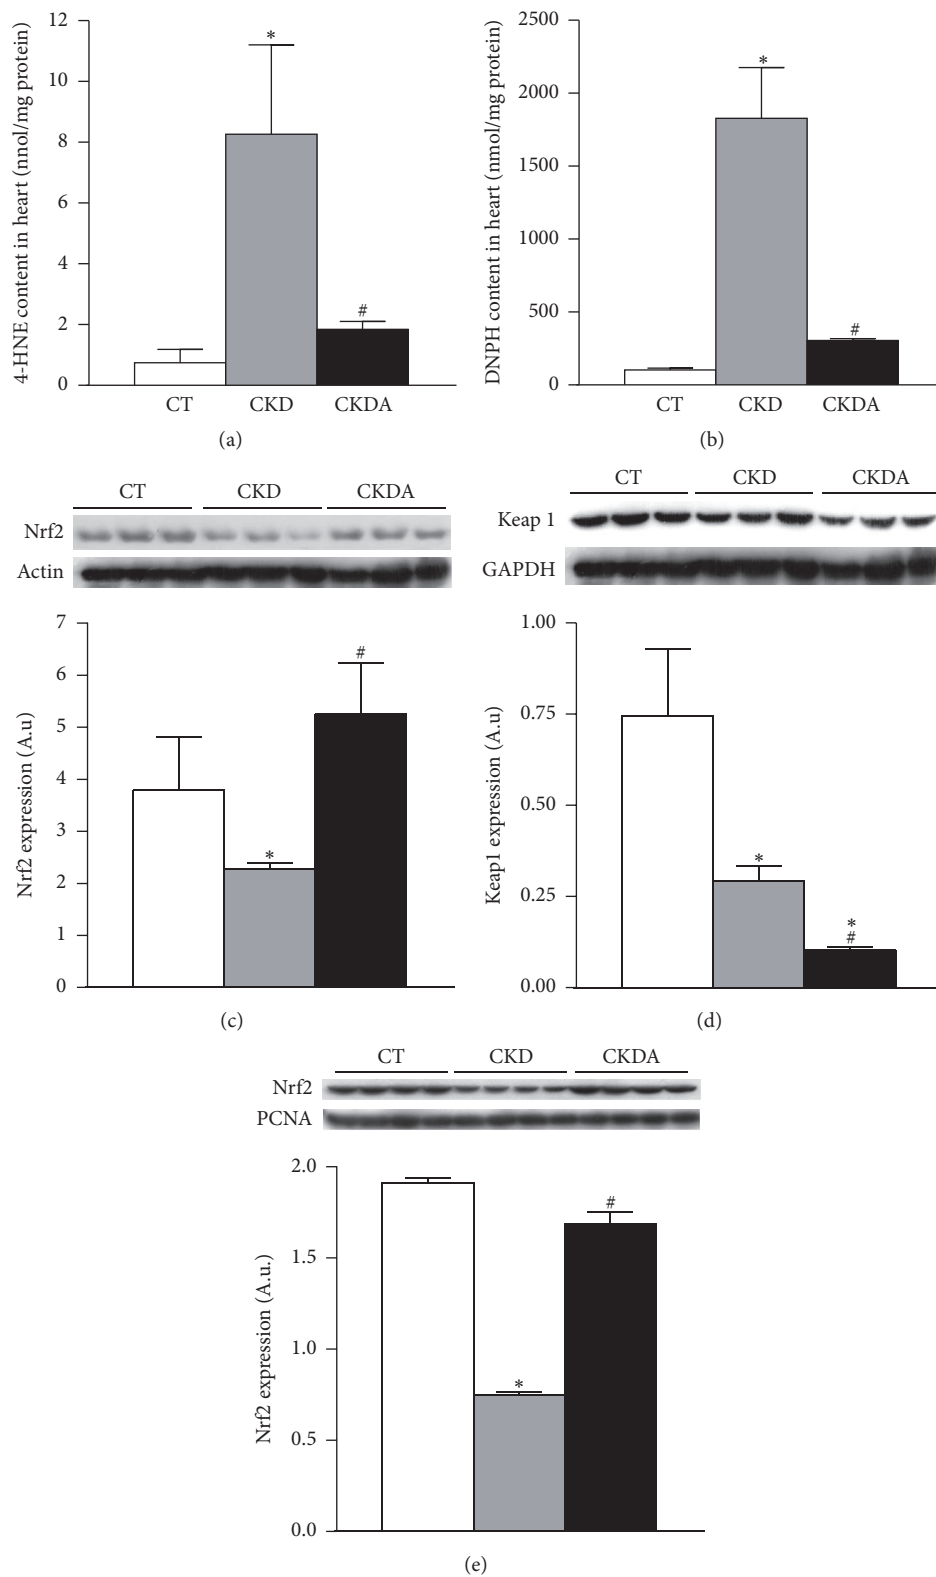 4-HNE content in heart (nnol/mg protein)
12
10
8
6
4
2
0
*
#
CT CKD CKDA
(a)
DNPH content in heart (nmol/mg protein)
2500
2000
1500
1000
500
0
*
#
CT CKD CKDA
(b)
CT CKD CKDA
Nrf2
Actin
Nrf2 expression (A.u)
7
6
5
4
3
2
1
0
*
#
(c)
CT CKD CKDA
Keap 1
GAPDH
Keap1 expression (A.u)
1.00
0.75
0.50
0.25
0.00
*
*
#
(d)
CT CKD CKDA
Nrf2
PCNA
Nrf2 expression (A.u.)
2.0
1.5
1.0
0.5
0.0
*
#
(e)